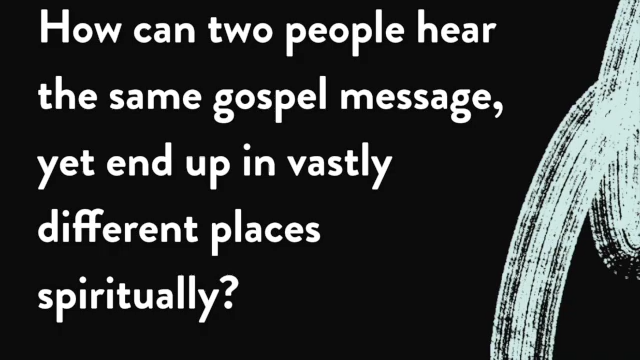 How can two people hear
the same gospel message,
yet end up in vastly
different places
spiritually?